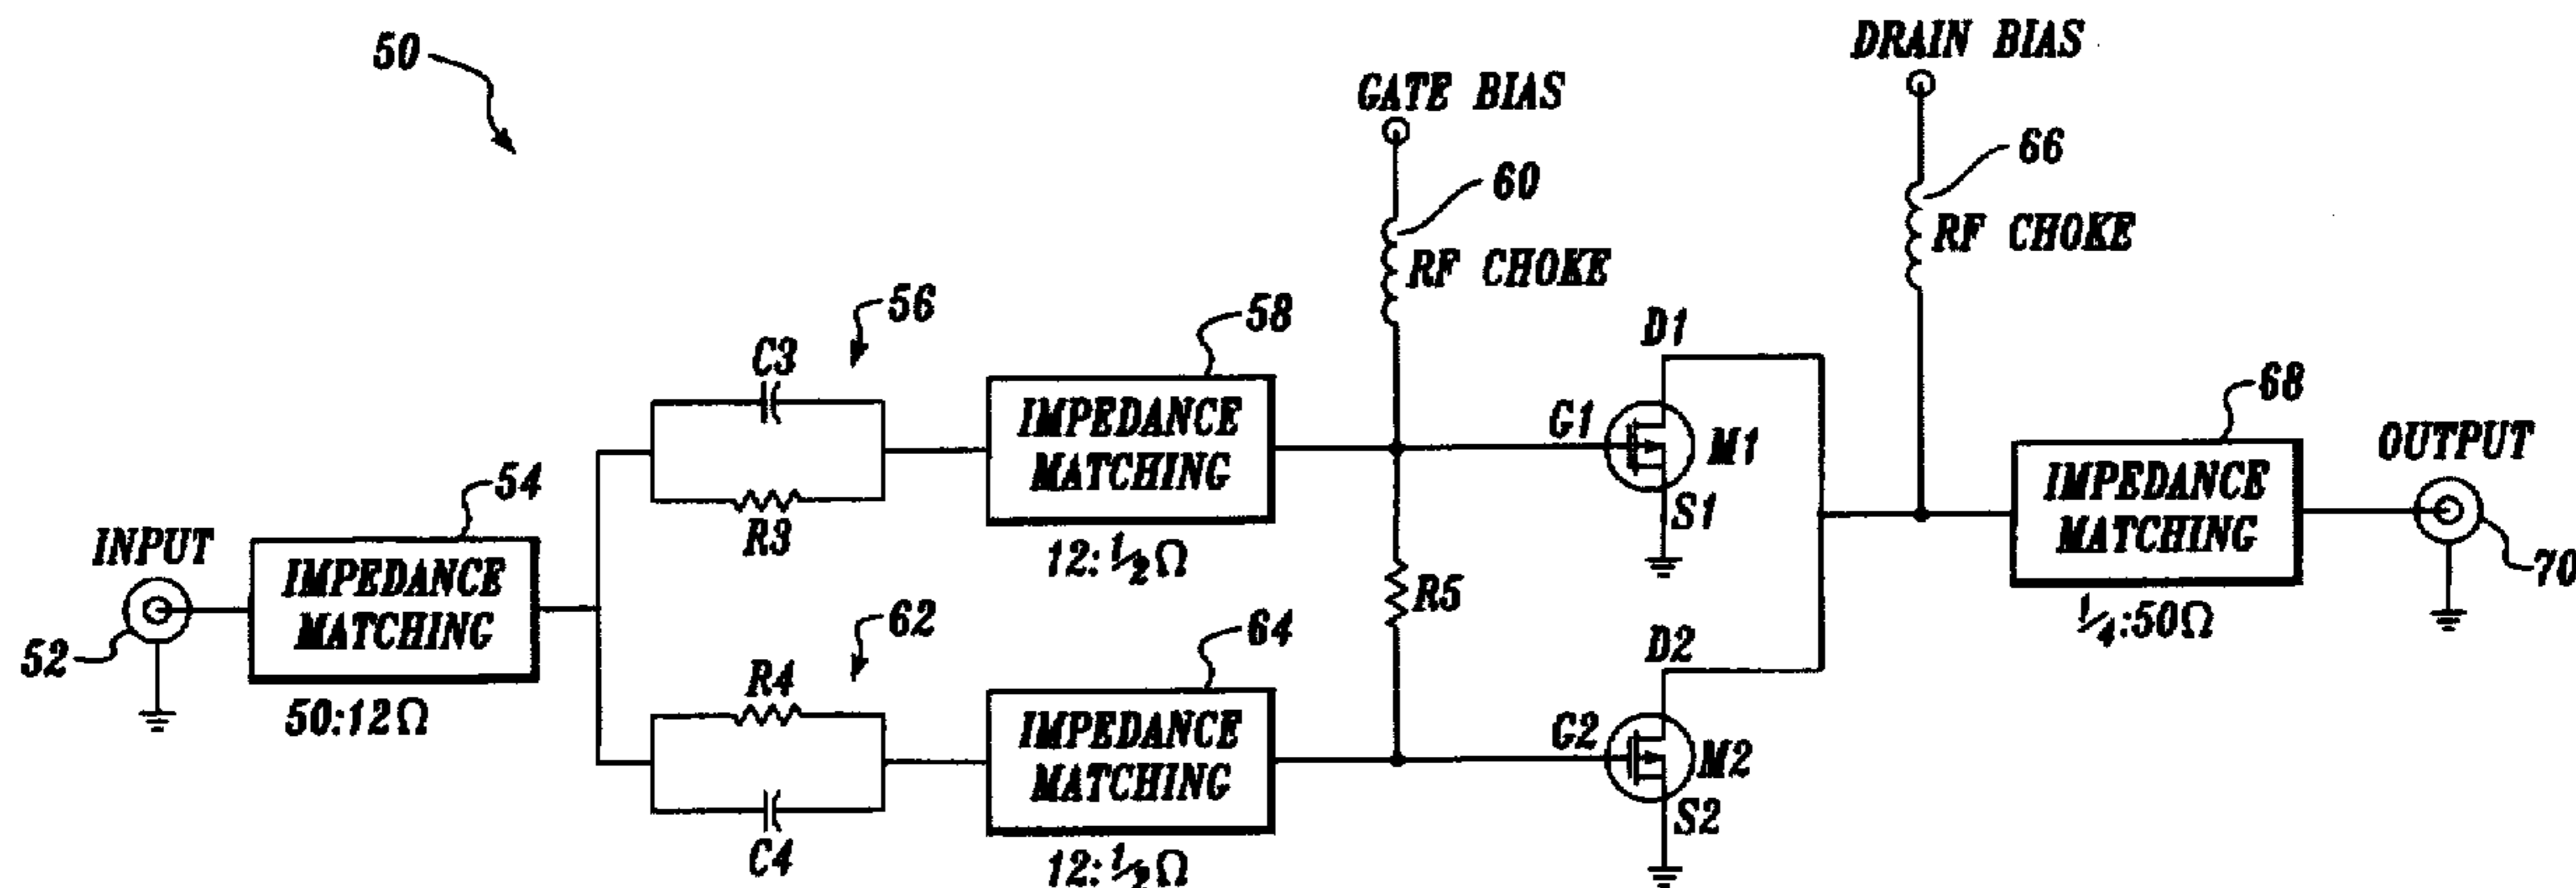 50
DRAIN BIAS
GATE BIAS
66
60
RF CHOKE
RF CHOKE
56
58
D1
C3
68
IMPEDANCE
MATCHING
G1
M1
OUTPUT
54
S1
IMPEDANCE
MATCHING
R3
12:½Ω
INPUT
70
IMPEDANCE
MATCHING
R5
¼:50Ω
62
64
D2
52
R4
50:12Ω
IMPEDANCE
MATCHING
G2
M2
S2
C4
12:½Ω